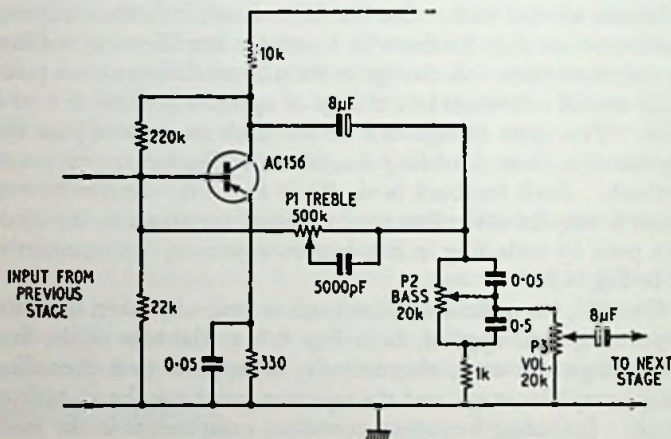 10k
8µF
220k
AC156
P1 TREBLE
500k
INPUT FROM
PREVIOUS
STAGE
5000pF
P2
BASS
20k
0·05
0·5
22k
0·05
330
1k
P3
VOL.
20k
8µF
TO NEXT
STAGE